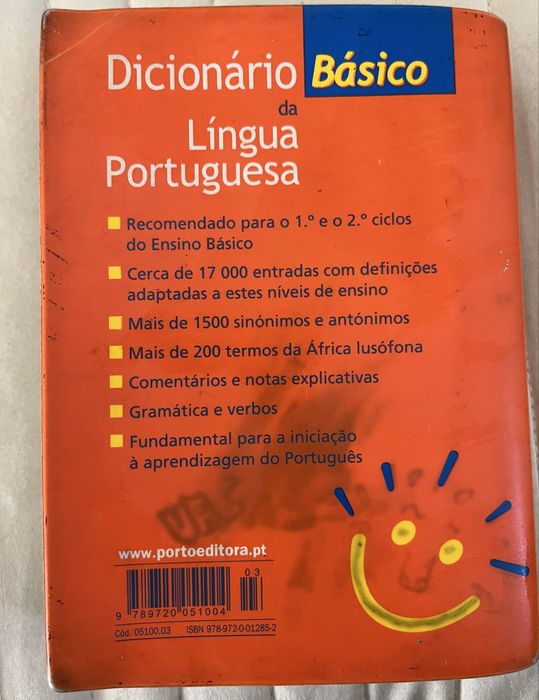 Dicionário Básico
da
Língua
Portuguesa
Recomendado para o 1.º e o 2.º ciclos
do Ensino Básico
Cerca de 17 000 entradas com definições
adaptadas a estes níveis de ensino
Mais de 1500 sinónimos e antónimos
Mais de 200 termos da África lusófona
Comentários e notas explicativas
Gramática e verbos
Fundamental para a iniciação
à aprendizagem do Português
www.portoeditora.pt
03
9 789720 051004
Cód. 05100.03 ISBN 978-972-0-01285-2